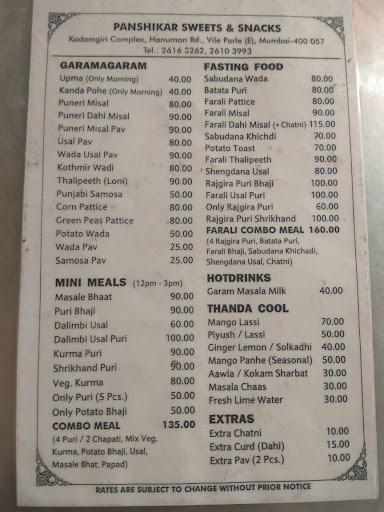 PANSHIKAR SWEETS & SNACKS
Kadamgiri Complex, Hanuman Rd., Vile Parle (E), Mumbai-400 057
Tel.: 2616 3262, 2610 3993
GARAMAGARAM
Upma (Only Morning) 40.00
Kanda Pohe (Only Morning) 40.00
Puneri Misal 80.00
Puneri Dahi Misal 90.00
Puneri Misal Pav 90.00
Usal Pav 80.00
Wada Usal Pav 90.00
Kothmir Wadi 80.00
Thalipeeth (Loni) 90.00
Punjabi Samosa 50.00
Corn Pattice 80.00
Green Peas Pattice 80.00
Potato Wada 50.00
Wada Pav 25.00
Samosa Pav 25.00
MINI MEALS (12pm - 3pm)
Masale Bhaat 90.00
Puri Bhaji 90.00
Dalimbi Usal 60.00
Dalimbi Usal Puri 100.00
Kurma Puri 90.00
Shrikhand Puri 90.00
Veg. Kurma 80.00
Only Puri (5 Pcs.) 50.00
Only Potato Bhaji 50.00
COMBO MEAL 135.00
(4 Puri / 2 Chapati, Mix Veg.
Kurma, Potato Bhaji, Usal,
Masale Bhat, Papad)
FASTING FOOD
Sabudana Wada 80.00
Batata Puri 80.00
Farali Pattice 80.00
Farali Misal 90.00
Farali Dahi Misal (+ Chatni) 115.00
Sabudana Khichdi 70.00
Potato Toast 70.00
Farali Thalipeeth 90.00
Shengdana Usal 80.00
Rajgira Puri Bhaji 100.00
Farali Usal Puri 100.00
Only Rajgira Puri 60.00
Rajgira Puri Shrikhand 100.00
FARALI COMBO MEAL 160.00
(4 Rajgira Puri, Batata Puri,
Farali Bhaji, Sabudana Khichadi,
Shengdana Usal, Chatni)
HOTDRINKS
Garam Masala Milk 40.00
THANDA COOL
Mango Lassi 70.00
Piyush / Lassi 50.00
Ginger Lemon / Solkadhi 40.00
Mango Panhe (Seasonal) 50.00
Aawla / Kokam Sharbat 30.00
Masala Chaas 30.00
Fresh Lime Water 30.00
EXTRAS
Extra Chatni 10.00
Extra Curd (Dahi) 15.00
Extra Pav (2 Pcs.) 10.00
RATES ARE SUBJECT TO CHANGE WITHOUT PRIOR NOTICE